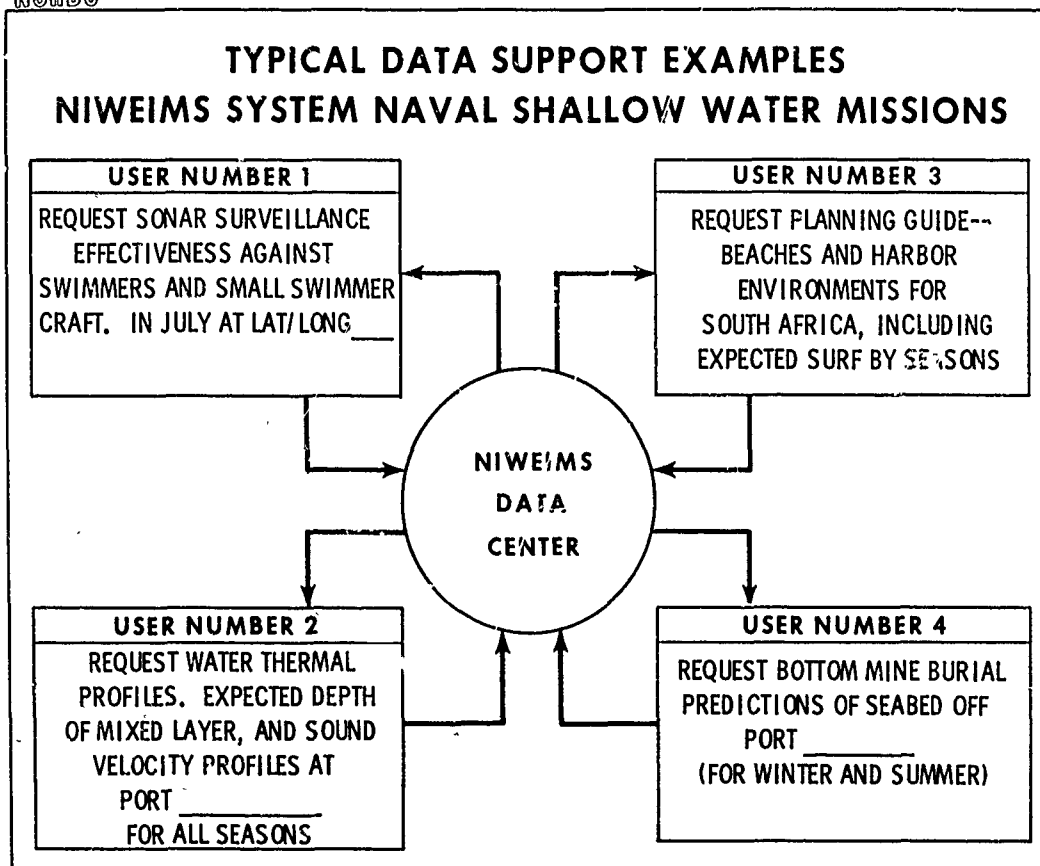 TYPICAL DATA SUPPORT EXAMPLES
NIWEIMS SYSTEM NAVAL SHALLOW WATER MISSIONS
USER NUMBER 1
REQUEST SONAR SURVEILLANCE
EFFECTIVENESS AGAINST
SWIMMERS AND SMALL SWIMMER
CRAFT. IN JULY AT LAT/LONG ___
USER NUMBER 3
REQUEST PLANNING GUIDE--
BEACHES AND HARBOR
ENVIRONMENTS FOR
SOUTH AFRICA, INCLUDING
EXPECTED SURF BY SEASONS
NIWEIMS
DATA
CENTER
USER NUMBER 2
REQUEST WATER THERMAL
PROFILES. EXPECTED DEPTH
OF MIXED LAYER, AND SOUND
VELOCITY PROFILES AT
PORT ________
FOR ALL SEASONS
USER NUMBER 4
REQUEST BOTTOM MINE BURIAL
PREDICTIONS OF SEABED OFF
PORT ________
(FOR WINTER AND SUMMER)